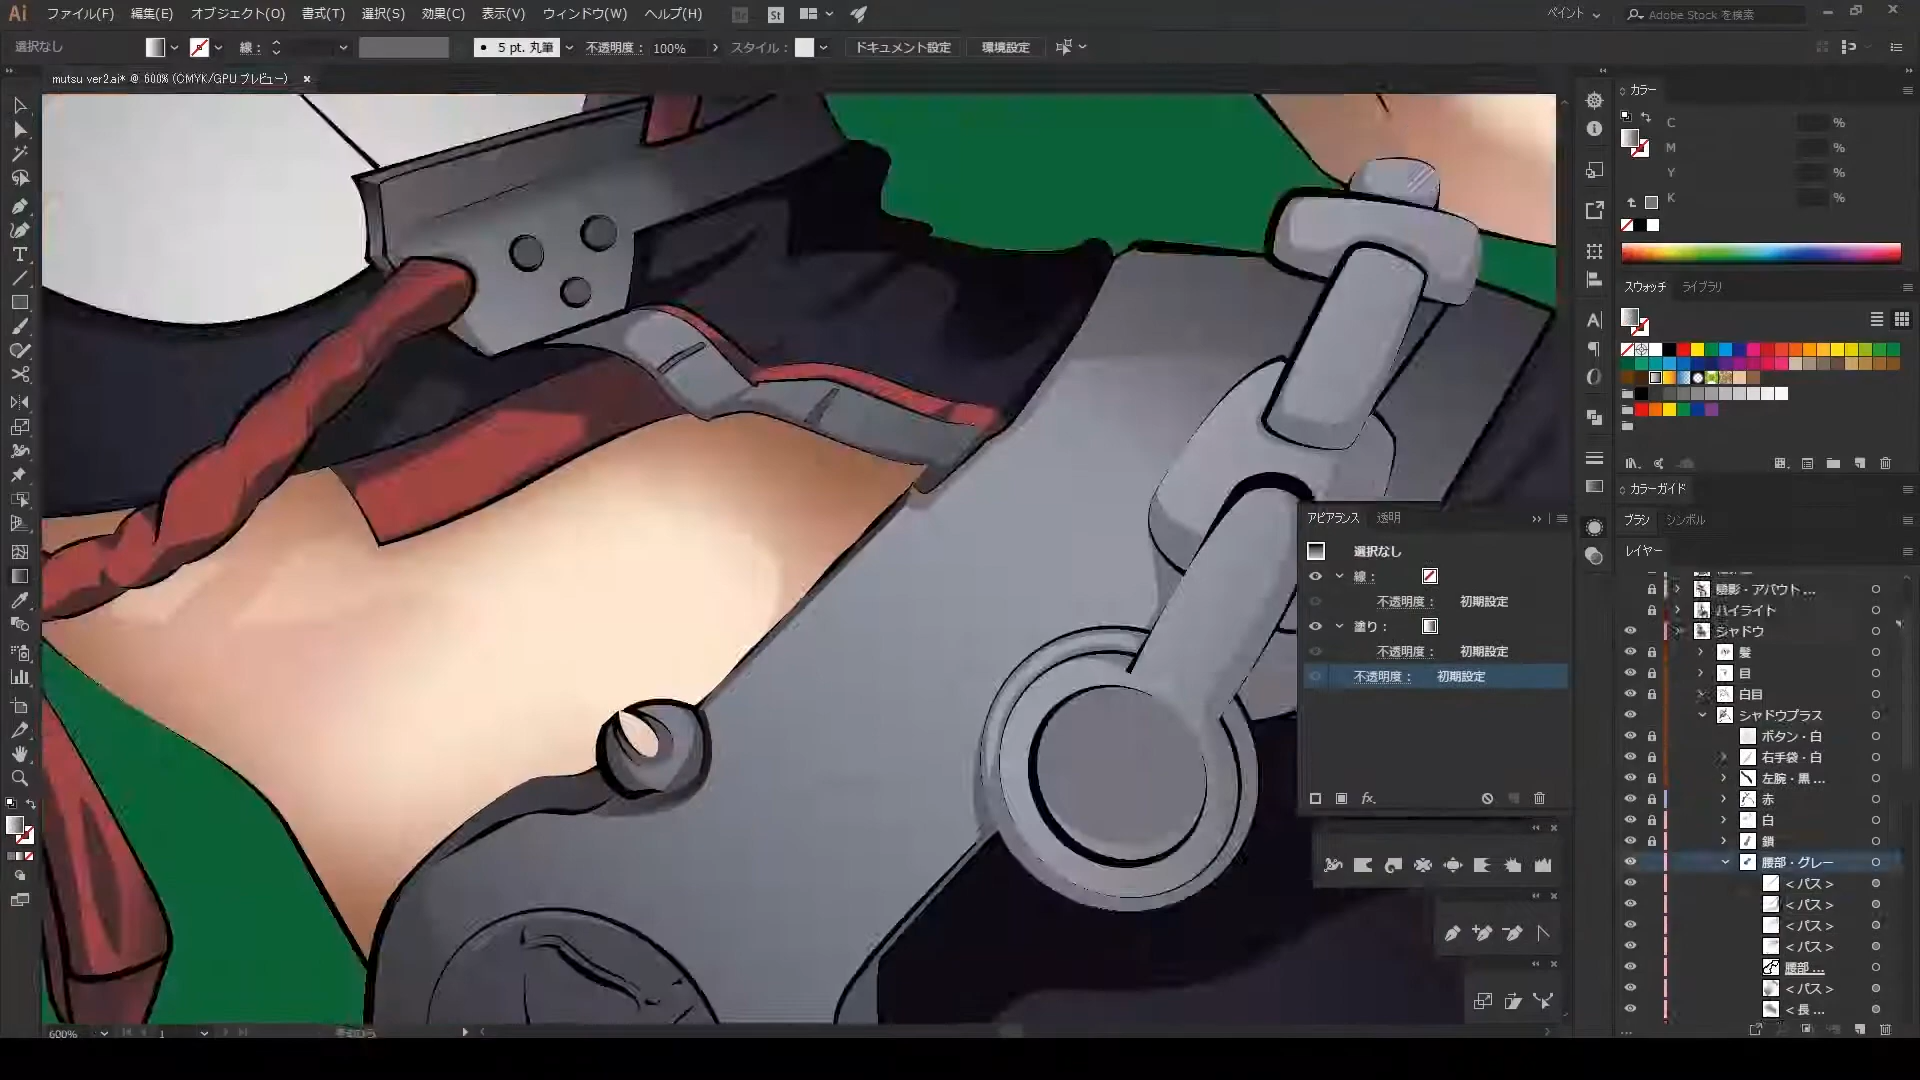 Ai ファイル(F) 編集(E) オブジェクト(O) 書式(T) 選択(S) 効果(C) 表示(V) ウィンドウ(W) ヘルプ(H) Br St ペイント Adobe Stock を検索
選択なし 線： 5 pt. 丸筆 不透明度： 100% スタイル： ドキュメント設定 環境設定
mutsu ver2.ai* @ 600% (CMYK/GPU プレビュー)
カラー
C %
M %
Y %
K %
スウォッチ ライブラリ
カラーガイド
ブラシ シンボル
レイヤー
ハイライト
シャドウ
髪
目
白目
シャドウプラス
ボタン・白
右手袋・白
左腕・黒 ...
赤
白
鎖
腰部・グレー
< パス >
< パス >
< パス >
< パス >
腰部 ...
< パス >
< 長 ...
アピアランス 透明
選択なし
線：
不透明度： 初期設定
塗り：
不透明度： 初期設定
不透明度： 初期設定
fx.
600% 1